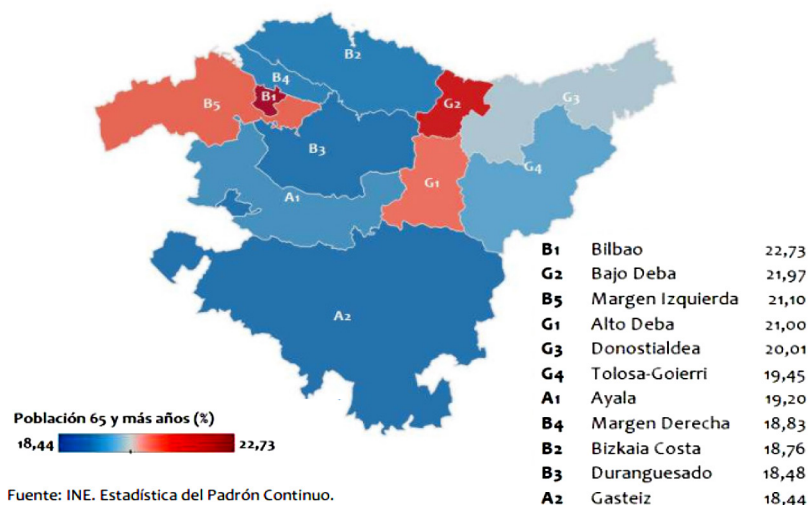 B2
B4
B1
B5
G2
G3
B3
G4
G1
A1
A2
B1 Bilbao 22,73
G2 Bajo Deba 21,97
B5 Margen Izquierda 21,10
G1 Alto Deba 21,00
G3 Donostialdea 20,01
G4 Tolosa-Goierri 19,45
A1 Ayala 19,20
B4 Margen Derecha 18,83
B2 Bizkaia Costa 18,76
B3 Duranguesado 18,48
A2 Gasteiz 18,44
Población 65 y más años (%)
18,44 22,73
Fuente: INE. Estadística del Padrón Continuo.